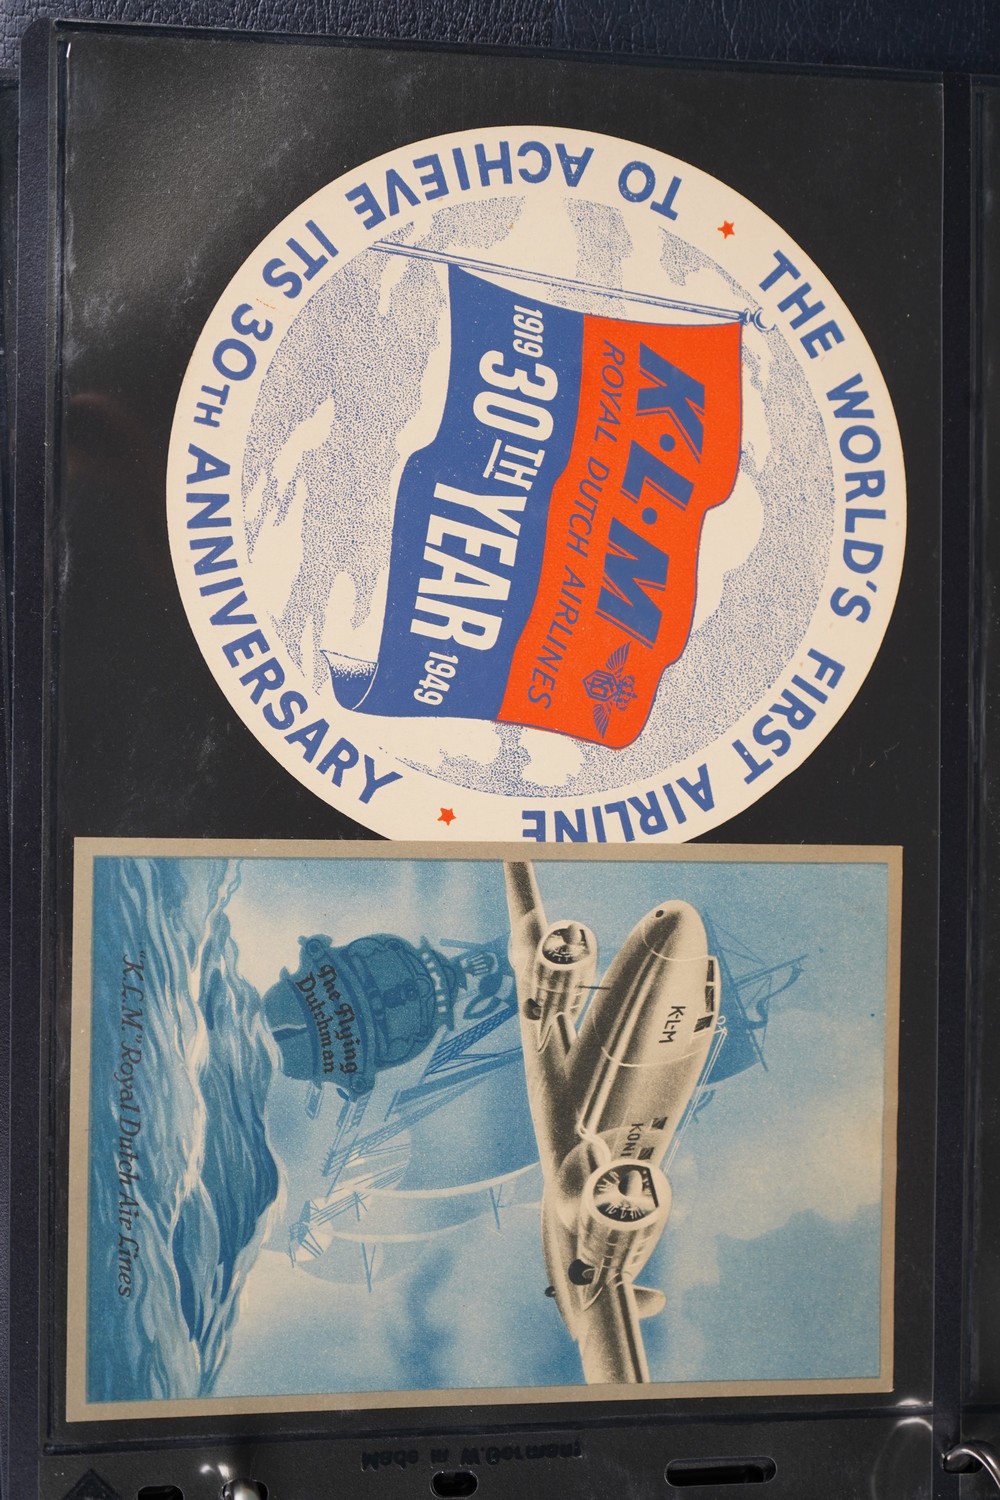 THE WORLD'S FIRST AIRLINE
TO ACHIEVE ITS 30TH ANNIVERSARY
K·L·M
ROYAL DUTCH AIRLINES
1919 30TH YEAR 1949
K·L·M
KONI
The Flying
Dutchman
"K.L.M." Royal Dutch Air Lines
Made in W.Germany